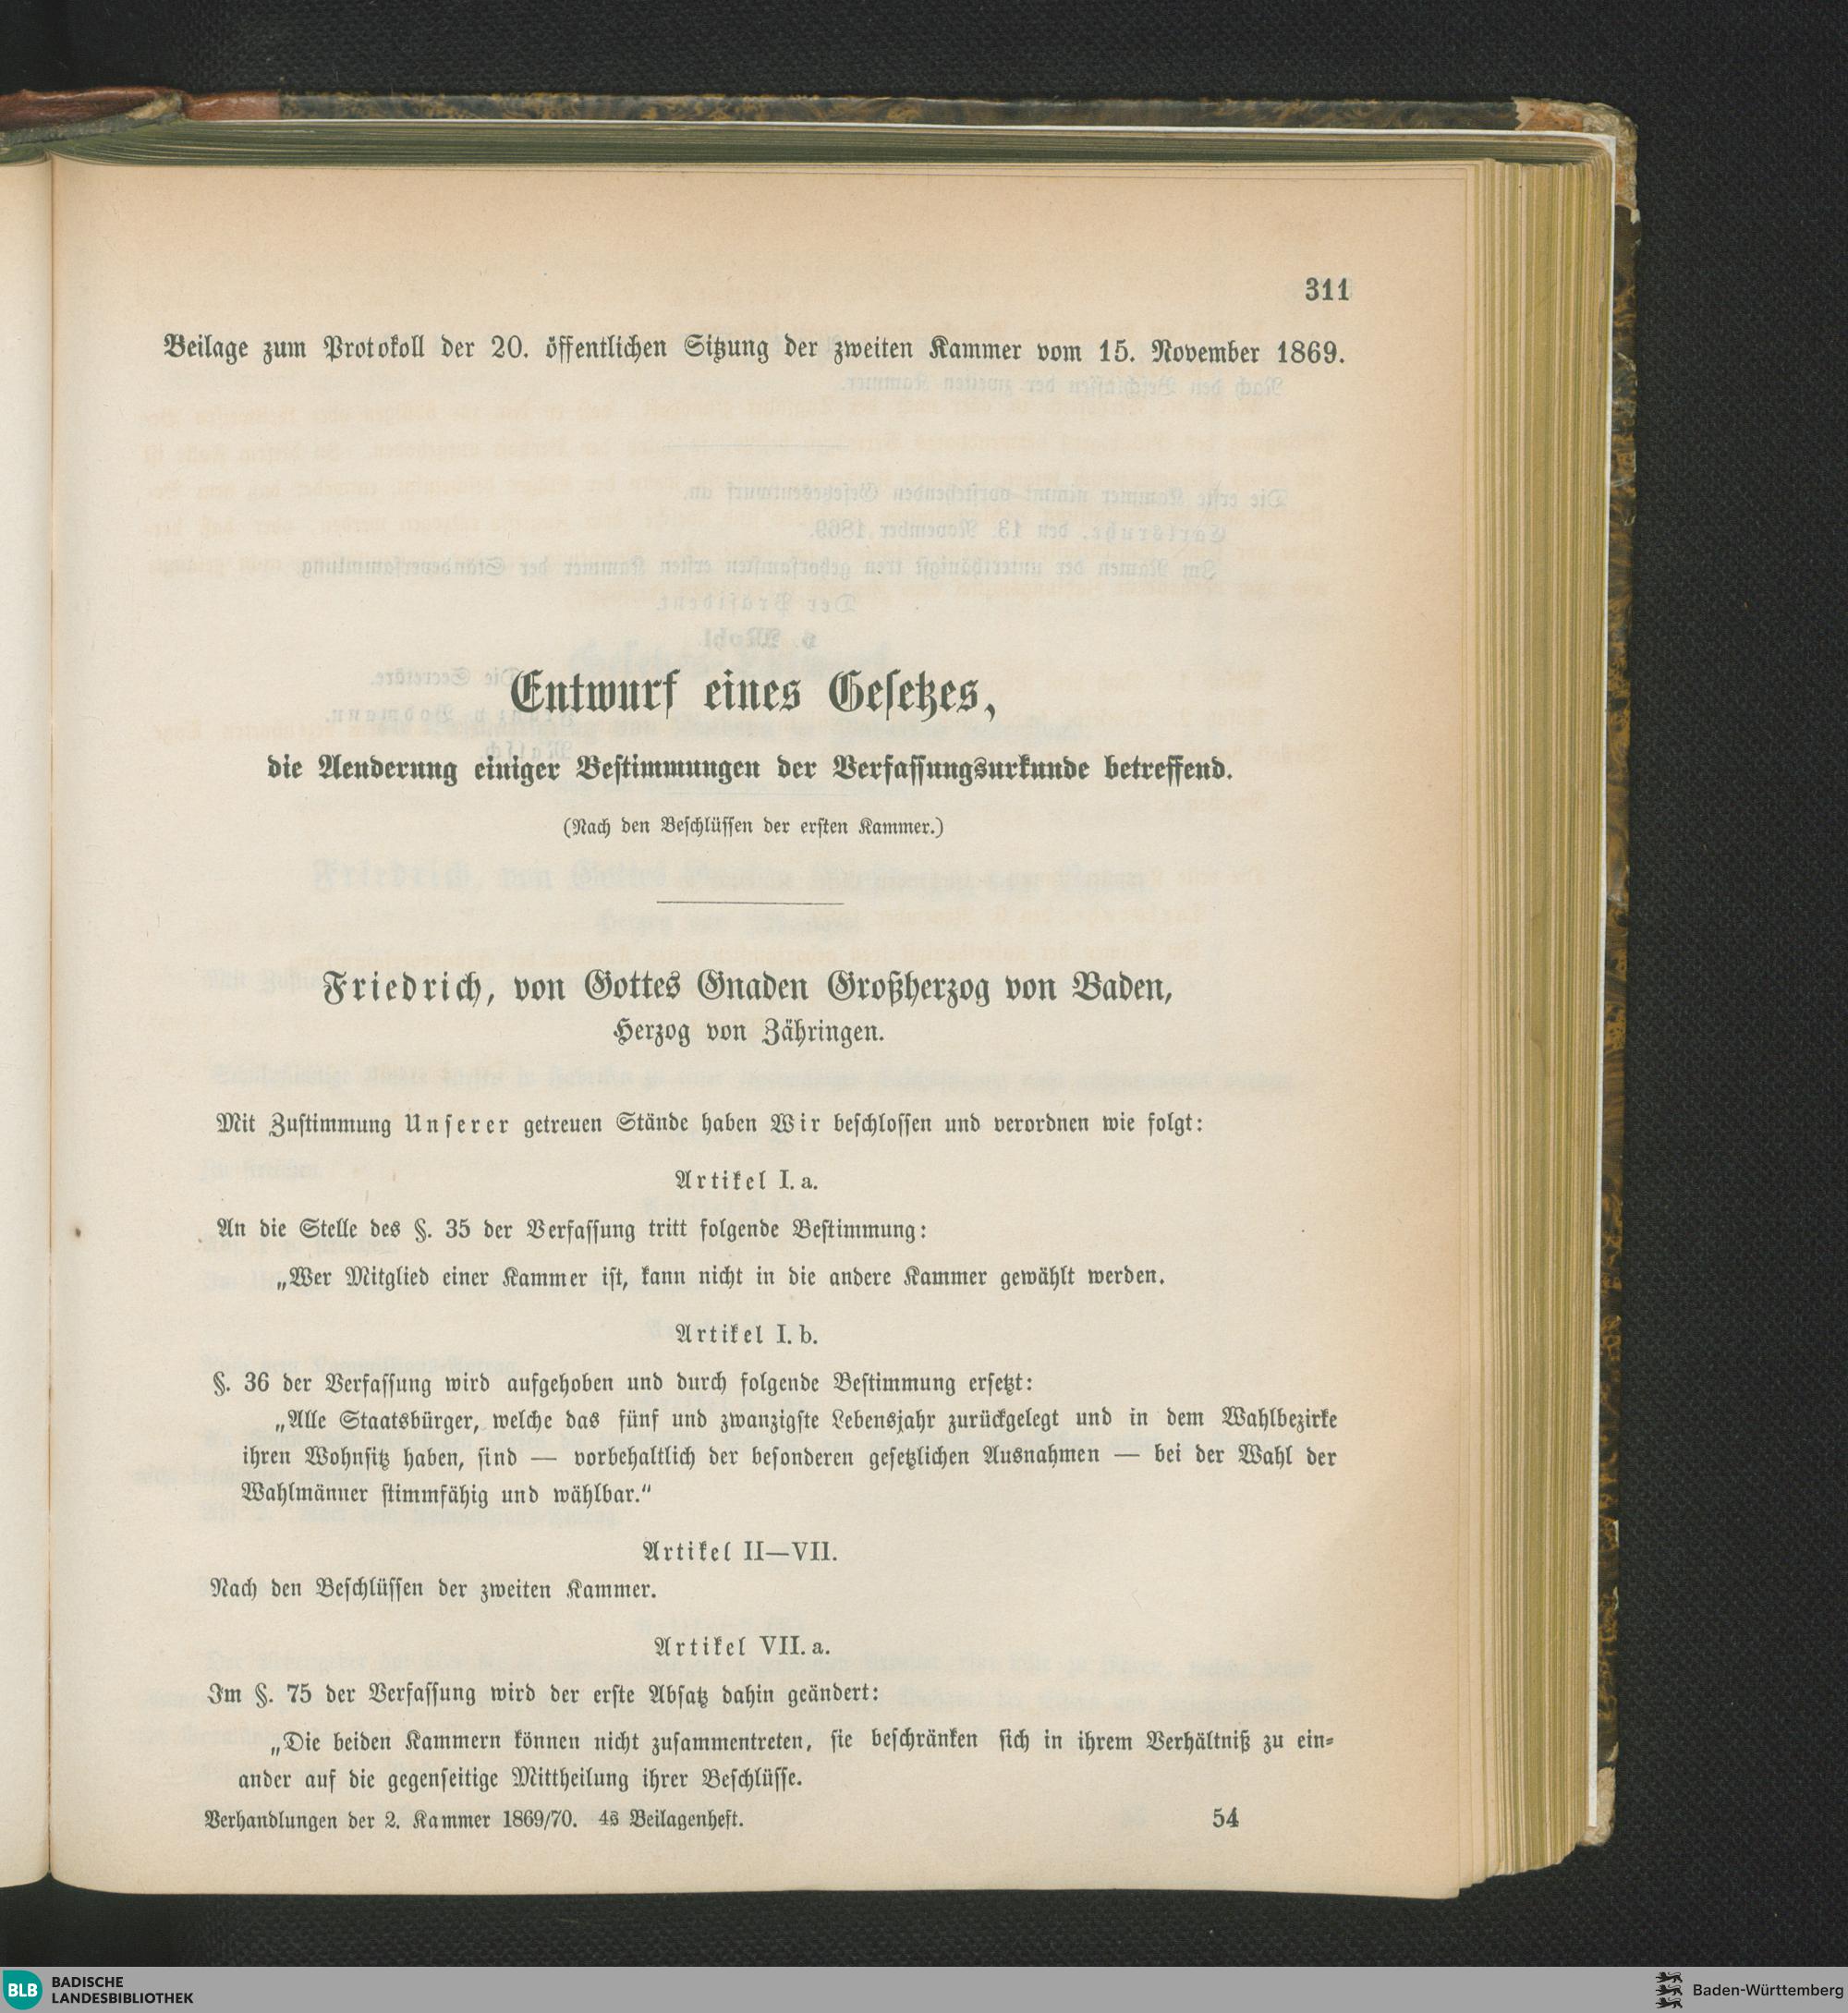 311
Beilage zum Protokoll der 20. öffentlichen Sitzung der zweiten Kammer vom 15. November 1869.
Entwurf eines Gesetzes,
die Aenderung einiger Bestimmungen der Verfassungsurkunde betreffend.
(Nach den Beschlüssen der ersten Kammer.)
Friedrich, von Gottes Gnaden Großherzog von Baden,
Herzog von Zähringen.
Mit Zustimmung Unserer getreuen Stände haben Wir beschlossen und verordnen wie folgt:
Artikel I. a.
An die Stelle des §. 35 der Verfassung tritt folgende Bestimmung:
„Wer Mitglied einer Kammer ist, kann nicht in die andere Kammer gewählt werden.
Artikel I. b.
§. 36 der Verfassung wird aufgehoben und durch folgende Bestimmung ersetzt:
„Alle Staatsbürger, welche das fünf und zwanzigste Lebensjahr zurückgelegt und in dem Wahlbezirke
ihren Wohnsitz haben, sind — vorbehaltlich der besonderen gesetzlichen Ausnahmen — bei der Wahl der
Wahlmänner stimmfähig und wählbar.“
Artikel II—VII.
Nach den Beschlüssen der zweiten Kammer.
Artikel VII. a.
Im §. 75 der Verfassung wird der erste Absatz dahin geändert:
„Die beiden Kammern können nicht zusammentreten, sie beschränken sich in ihrem Verhältniß zu ein-
ander auf die gegenseitige Mittheilung ihrer Beschlüsse.
Verhandlungen der 2. Kammer 1869/70. 4s Beilagenheft. 54
BLB BADISCHE
LANDESBIBLIOTHEK
Baden-Württemberg